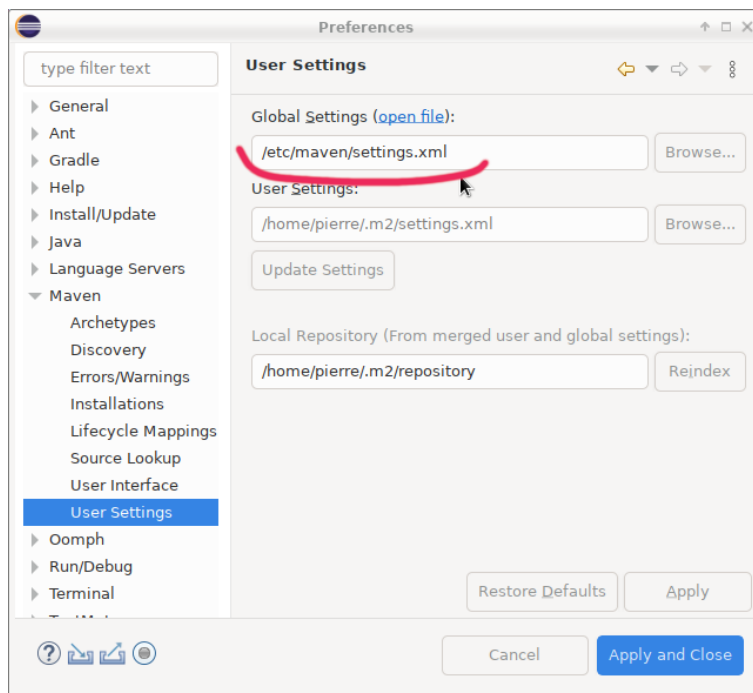 Preferences
type filter text
General
Ant
Gradle
Help
Install/Update
Java
Language Servers
Maven
Archetypes
Discovery
Errors/Warnings
Installations
Lifecycle Mappings
Source Lookup
User Interface
User Settings
Oomph
Run/Debug
Terminal
User Settings
Global Settings (open file):
/etc/maven/settings.xml
Browse...
User Settings:
/home/pierre/.m2/settings.xml
Browse...
Update Settings
Local Repository (From merged user and global settings):
/home/pierre/.m2/repository
Reindex
Restore Defaults
Apply
Cancel
Apply and Close